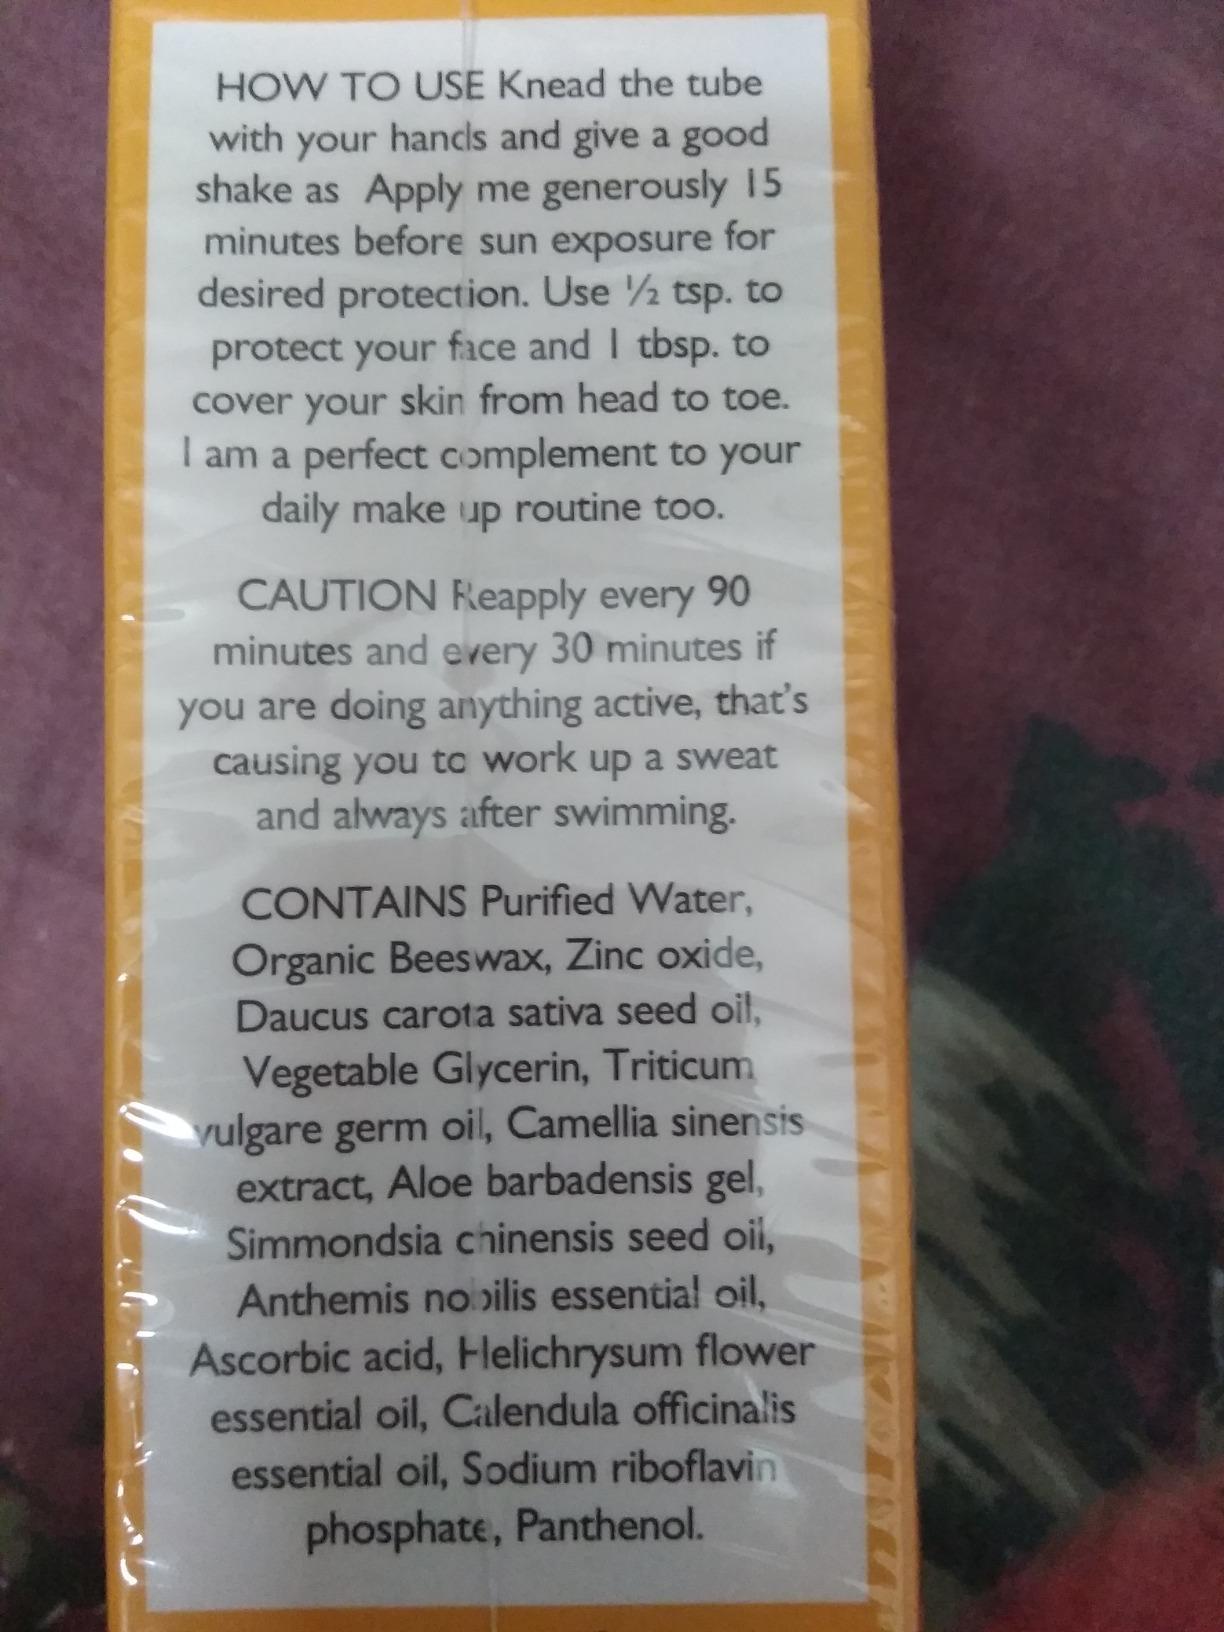 HOW TO USE Knead the tube
with your hands and give a good
shake as Apply me generously 15
minutes before sun exposure for
desired protection. Use ½ tsp. to
protect your face and 1 tbsp. to
cover your skin from head to toe.
I am a perfect complement to your
daily make up routine too.
CAUTION Reapply every 90
minutes and every 30 minutes if
you are doing anything active, that's
causing you to work up a sweat
and always after swimming.
CONTAINS Purified Water,
Organic Beeswax, Zinc oxide,
Daucus carota sativa seed oil,
Vegetable Glycerin, Triticum
vulgare germ oil, Camellia sinensis
extract, Aloe barbadensis gel,
Simmondsia chinensis seed oil,
Anthemis nobilis essential oil,
Ascorbic acid, Helichrysum flower
essential oil, Calendula officinalis
essential oil, Sodium riboflavin
phosphate, Panthenol.